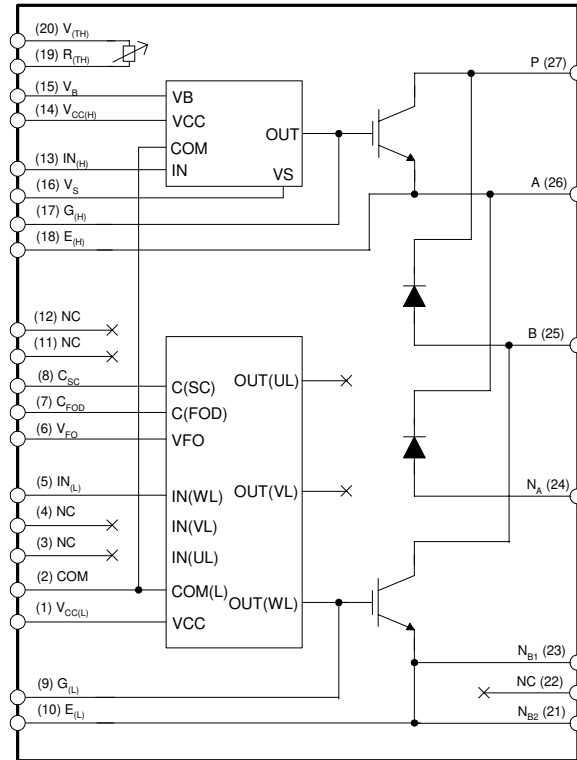 (20) V(TH)
(19) R(TH)
(15) VB
(14) VCC(H)
(13) IN(H)
(16) VS
(17) G(H)
(18) E(H)
VB
VCC
COM
IN
OUT
VS
P (27)
A (26)
B (25)
NA (24)
(12) NC
(11) NC
(8) CSC
(7) CFOD
(6) VFO
(5) IN(L)
(4) NC
(3) NC
(2) COM
(1) VCC(L)
(9) G(L)
(10) E(L)
C(SC)
C(FOD)
VFO
IN(WL)
IN(VL)
IN(UL)
COM(L)
VCC
OUT(UL)
OUT(VL)
OUT(WL)
NB1 (23)
NC (22)
NB2 (21)